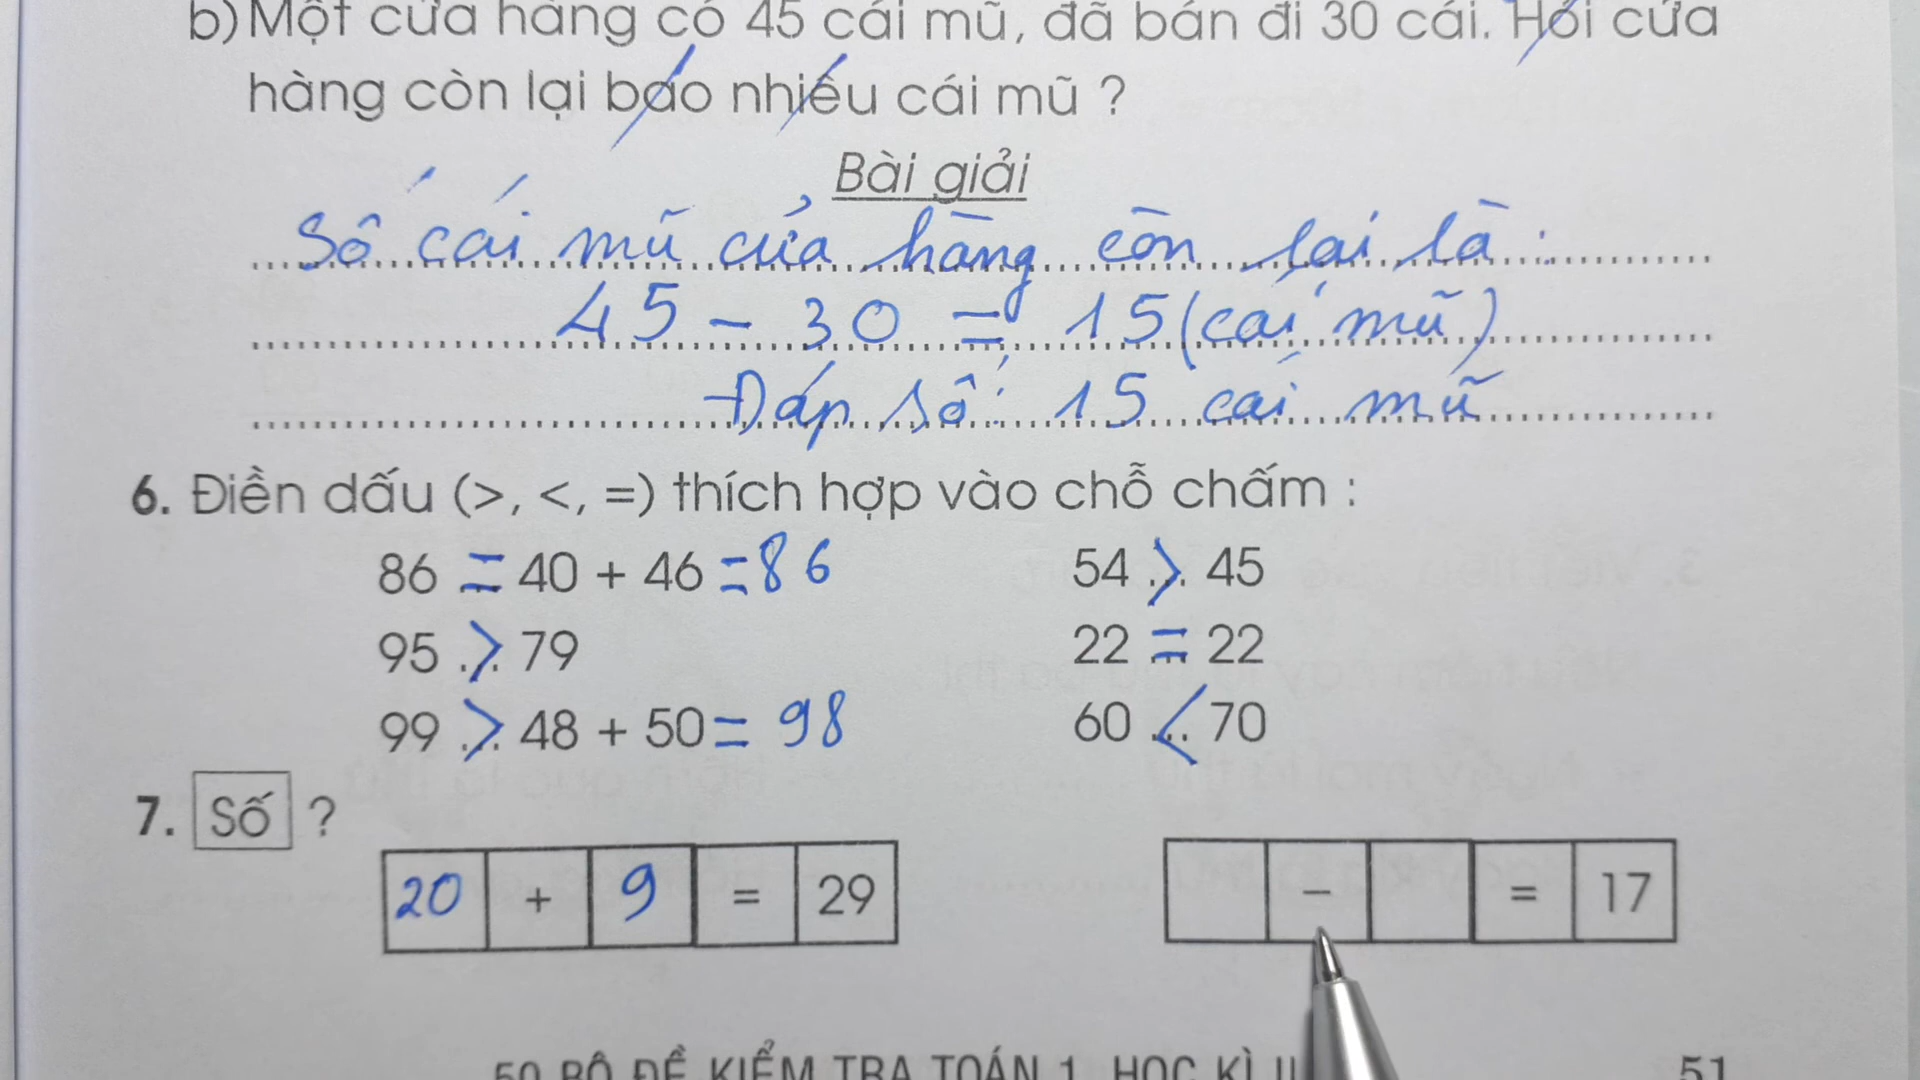 b) Một cửa hàng có 45 cái mũ, đã bán đi 30 cái. Hỏi cửa
hàng còn lại bao nhiêu cái mũ ?
Bài giải
Số cái mũ cửa hàng còn lại là :
45 - 30 = 15 (cái mũ)
Đáp số : 15 cái mũ
6. Điền dấu (>, <, =) thích hợp vào chỗ chấm :
86 = 40 + 46 = 86 54 > 45
95 > 79 22 = 22
99 > 48 + 50 = 98 60 < 70
7. Số ?
20 + 9 = 29 − = 17
50 BỘ ĐỀ KIỂM TRA TOÁN 1 HỌC KÌ II 51